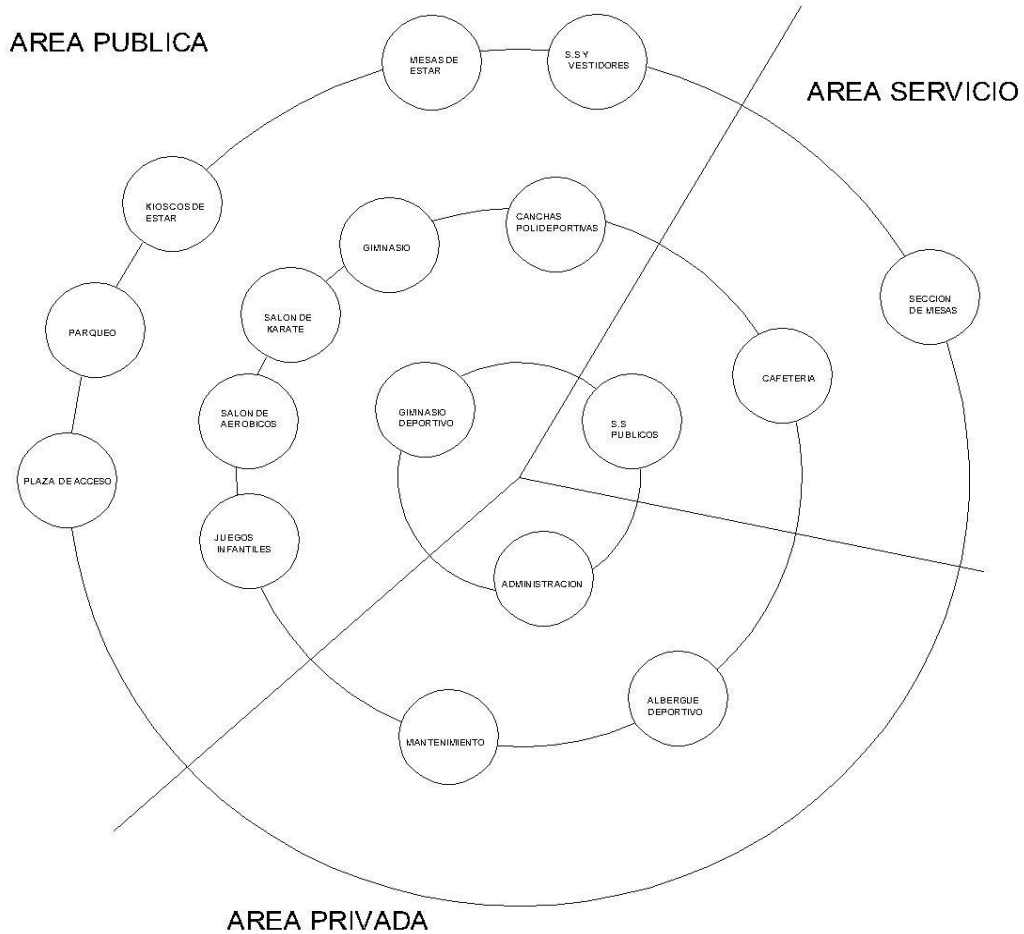 AREA PUBLICA
MESAS DE
ESTAR
S.S Y
VESTIDORES
AREA SERVICIO
KIOSCOS DE
ESTAR
GIMNASIO
CANCHAS
POLIDEPORTIVAS
SECCION
DE MESAS
PARQUEO
SALON DE
KARATE
CAFETERIA
SALON DE
AEROBICOS
GIMNASIO
DEPORTIVO
S.S
PUBLICOS
PLAZA DE ACCESO
JUEGOS
INFANTILES
ADMINISTRACION
ALBERGUE
DEPORTIVO
MANTENIMIENTO
AREA PRIVADA